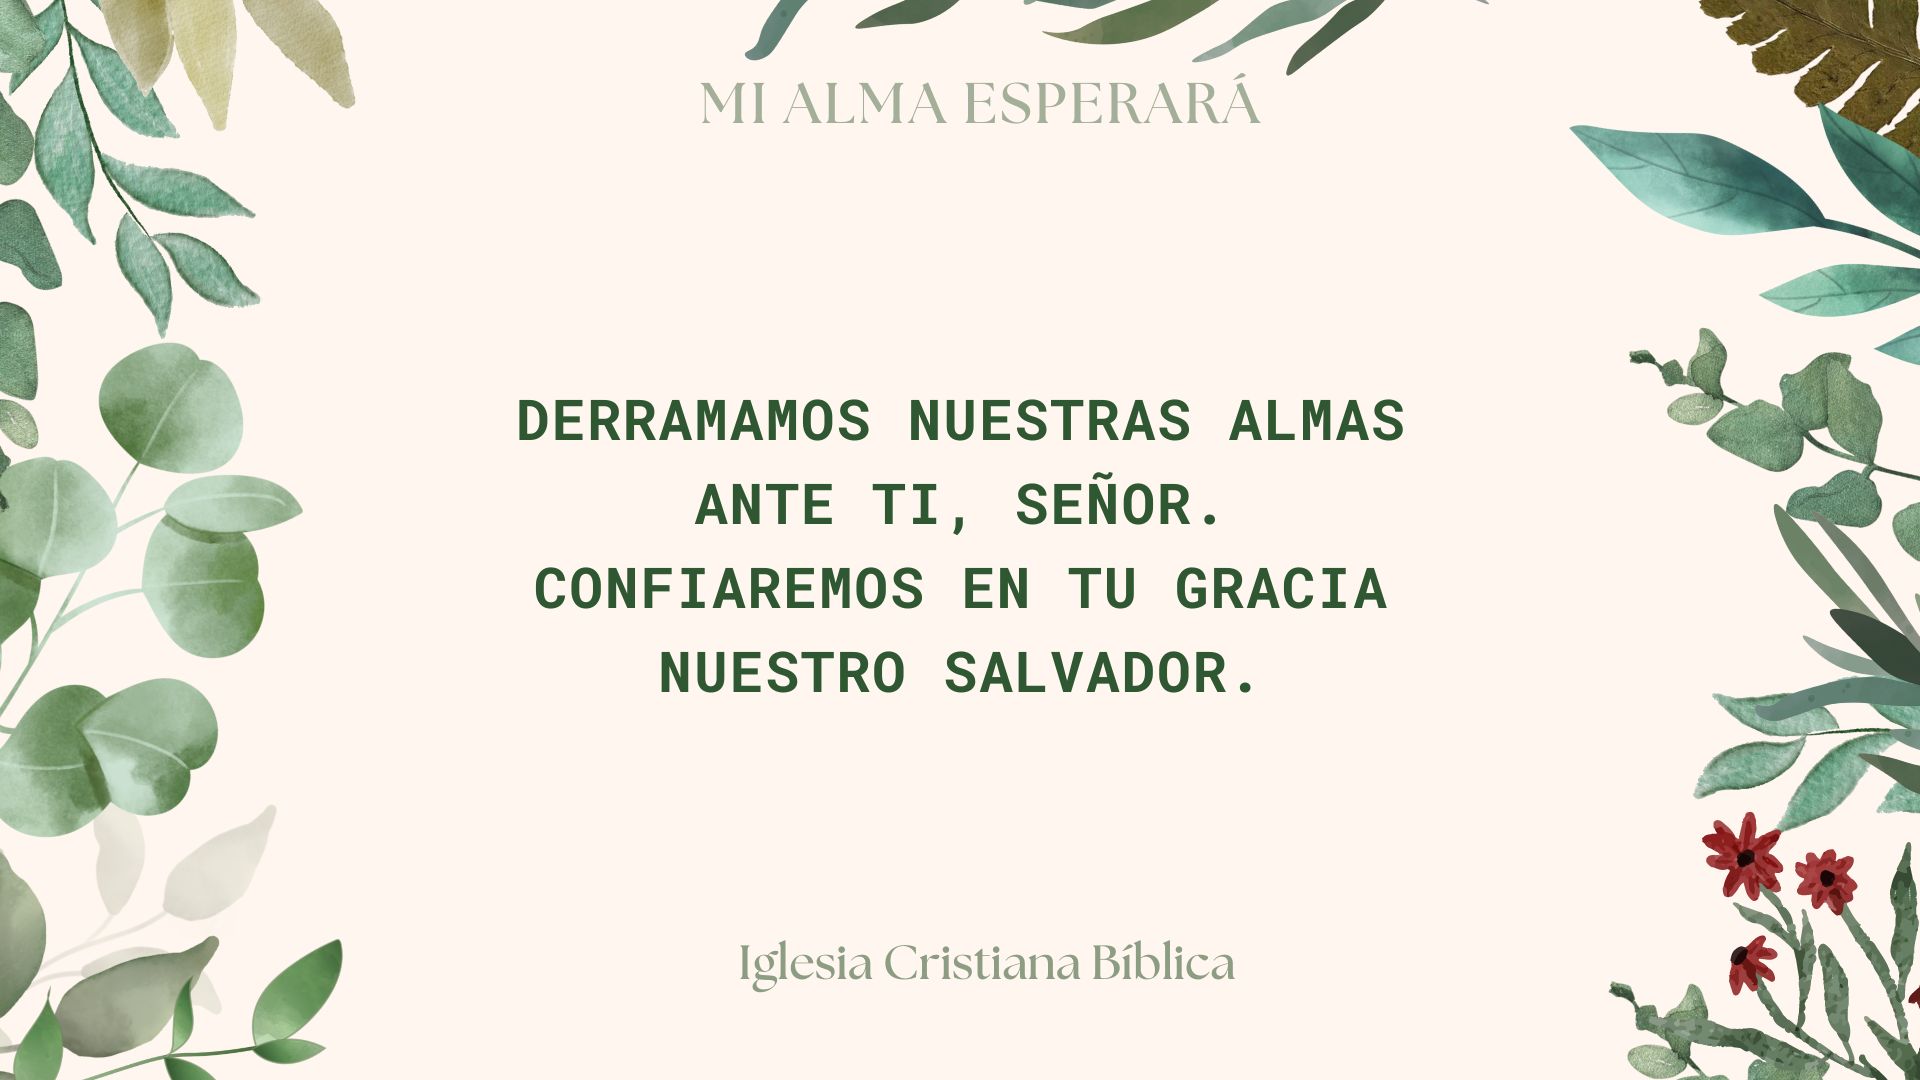 MI ALMA ESPERARÁ
DERRAMAMOS NUESTRAS ALMAS
ANTE TI, SEÑOR.
CONFIAREMOS EN TU GRACIA
NUESTRO SALVADOR.
Iglesia Cristiana Bíblica